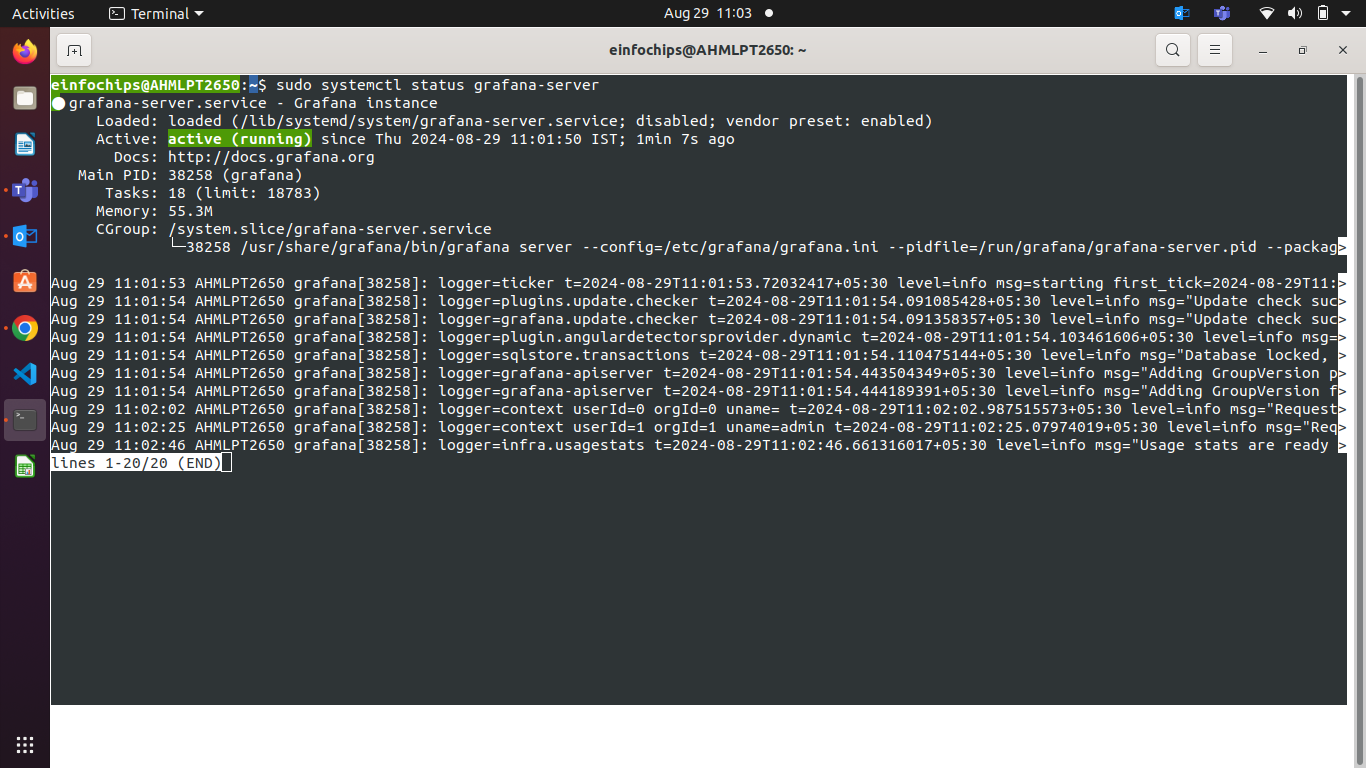 Activities Terminal Aug 29 11:03
einfochips@AHMLPT2650: ~
einfochips@AHMLPT2650:~$ sudo systemctl status grafana-server
● grafana-server.service - Grafana instance
Loaded: loaded (/lib/systemd/system/grafana-server.service; disabled; vendor preset: enabled)
Active: active (running) since Thu 2024-08-29 11:01:50 IST; 1min 7s ago
Docs: http://docs.grafana.org
Main PID: 38258 (grafana)
Tasks: 18 (limit: 18783)
Memory: 55.3M
CGroup: /system.slice/grafana-server.service
└─38258 /usr/share/grafana/bin/grafana server --config=/etc/grafana/grafana.ini --pidfile=/run/grafana/grafana-server.pid --packag>
Aug 29 11:01:53 AHMLPT2650 grafana[38258]: logger=ticker t=2024-08-29T11:01:53.72032417+05:30 level=info msg=starting first_tick=2024-08-29T11:>
Aug 29 11:01:54 AHMLPT2650 grafana[38258]: logger=plugins.update.checker t=2024-08-29T11:01:54.091085428+05:30 level=info msg="Update check suc>
Aug 29 11:01:54 AHMLPT2650 grafana[38258]: logger=grafana.update.checker t=2024-08-29T11:01:54.091358357+05:30 level=info msg="Update check suc>
Aug 29 11:01:54 AHMLPT2650 grafana[38258]: logger=plugin.angulardetectorsprovider.dynamic t=2024-08-29T11:01:54.103461606+05:30 level=info msg=>
Aug 29 11:01:54 AHMLPT2650 grafana[38258]: logger=sqlstore.transactions t=2024-08-29T11:01:54.110475144+05:30 level=info msg="Database locked, >
Aug 29 11:01:54 AHMLPT2650 grafana[38258]: logger=grafana-apiserver t=2024-08-29T11:01:54.443504349+05:30 level=info msg="Adding GroupVersion p>
Aug 29 11:01:54 AHMLPT2650 grafana[38258]: logger=grafana-apiserver t=2024-08-29T11:01:54.444189391+05:30 level=info msg="Adding GroupVersion f>
Aug 29 11:02:02 AHMLPT2650 grafana[38258]: logger=context userId=0 orgId=0 uname= t=2024-08-29T11:02:02.987515573+05:30 level=info msg="Request>
Aug 29 11:02:25 AHMLPT2650 grafana[38258]: logger=context userId=1 orgId=1 uname=admin t=2024-08-29T11:02:25.07974019+05:30 level=info msg="Req>
Aug 29 11:02:46 AHMLPT2650 grafana[38258]: logger=infra.usagestats t=2024-08-29T11:02:46.661316017+05:30 level=info msg="Usage stats are ready >
lines 1-20/20 (END)